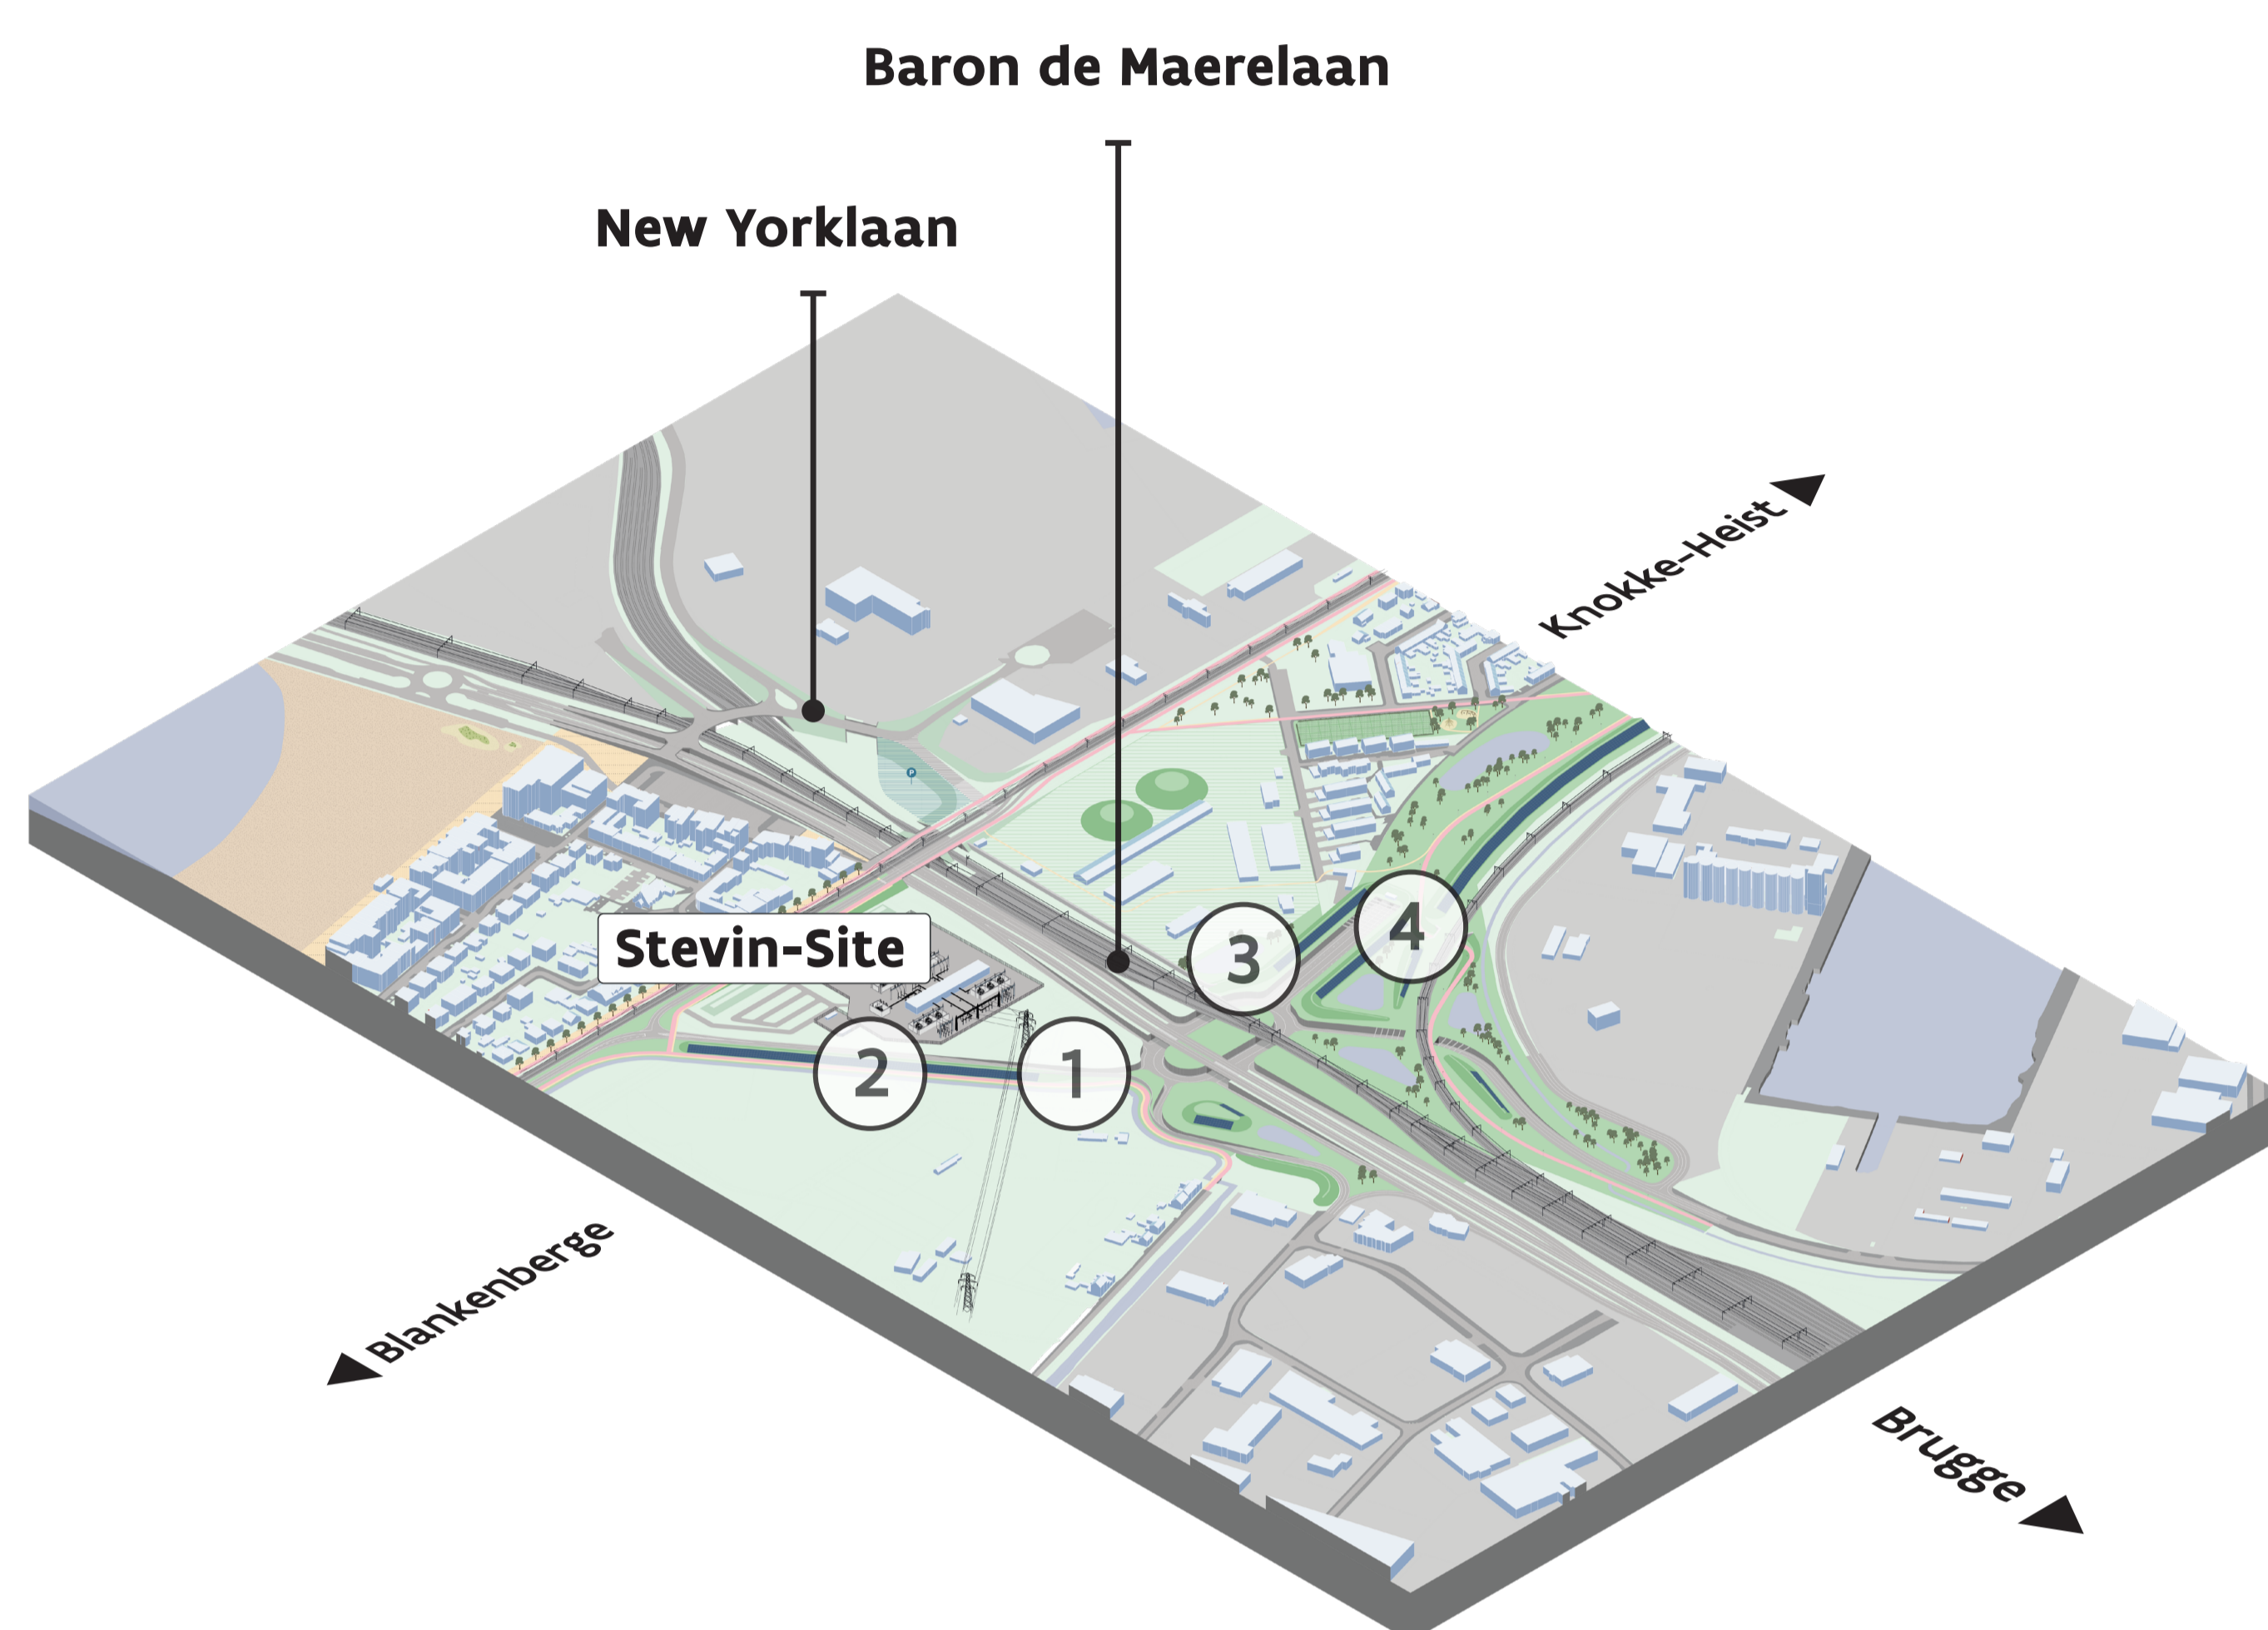 Baron de Maerelaan
New Yorklaan
Knokke-Heist
P
Stevin-Site
4
3
2
1
Blankenberge
Brugge